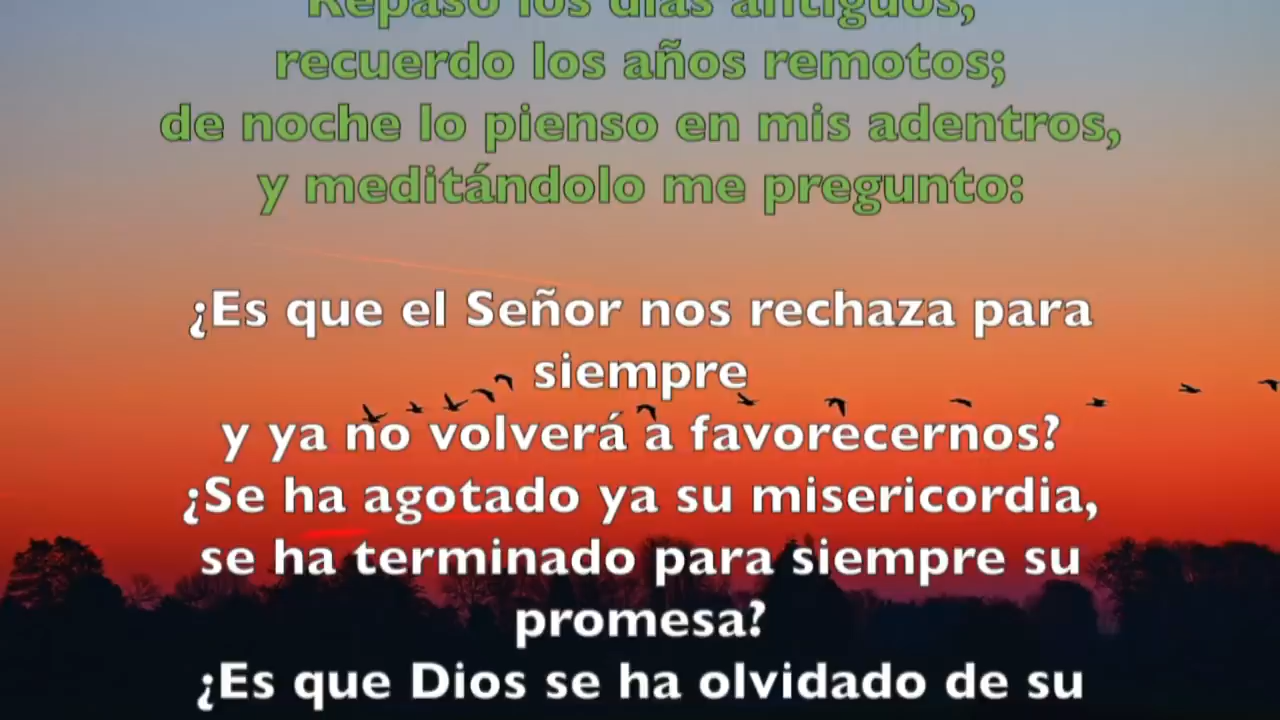 Repaso los días antiguos,
recuerdo los años remotos;
de noche lo pienso en mis adentros,
y meditándolo me pregunto:
¿Es que el Señor nos rechaza para
siempre
y ya no volverá a favorecernos?
¿Se ha agotado ya su misericordia,
se ha terminado para siempre su
promesa?
¿Es que Dios se ha olvidado de su